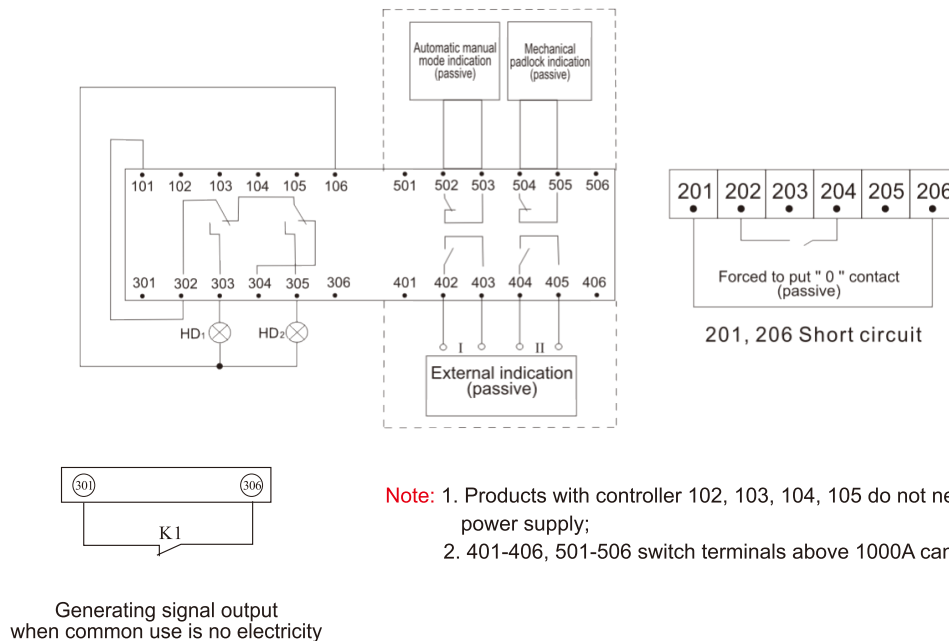 Automatic manual
mode indication
(passive)
Mechanical
padlock indication
(passive)
101 102 103 104 105 106 501 502 503 504 505 506
301 302 303 304 305 306 401 402 403 404 405 406
HD1 HD2
I II
External indication
(passive)
201 202 203 204 205 206
Forced to put " 0 " contact
(passive)
201, 206 Short circuit
301 306
K1
Generating signal output
when common use is no electricity
Note: 1. Products with controller 102, 103, 104, 105 do not
power supply;
2. 401-406, 501-506 switch terminals above 1000A